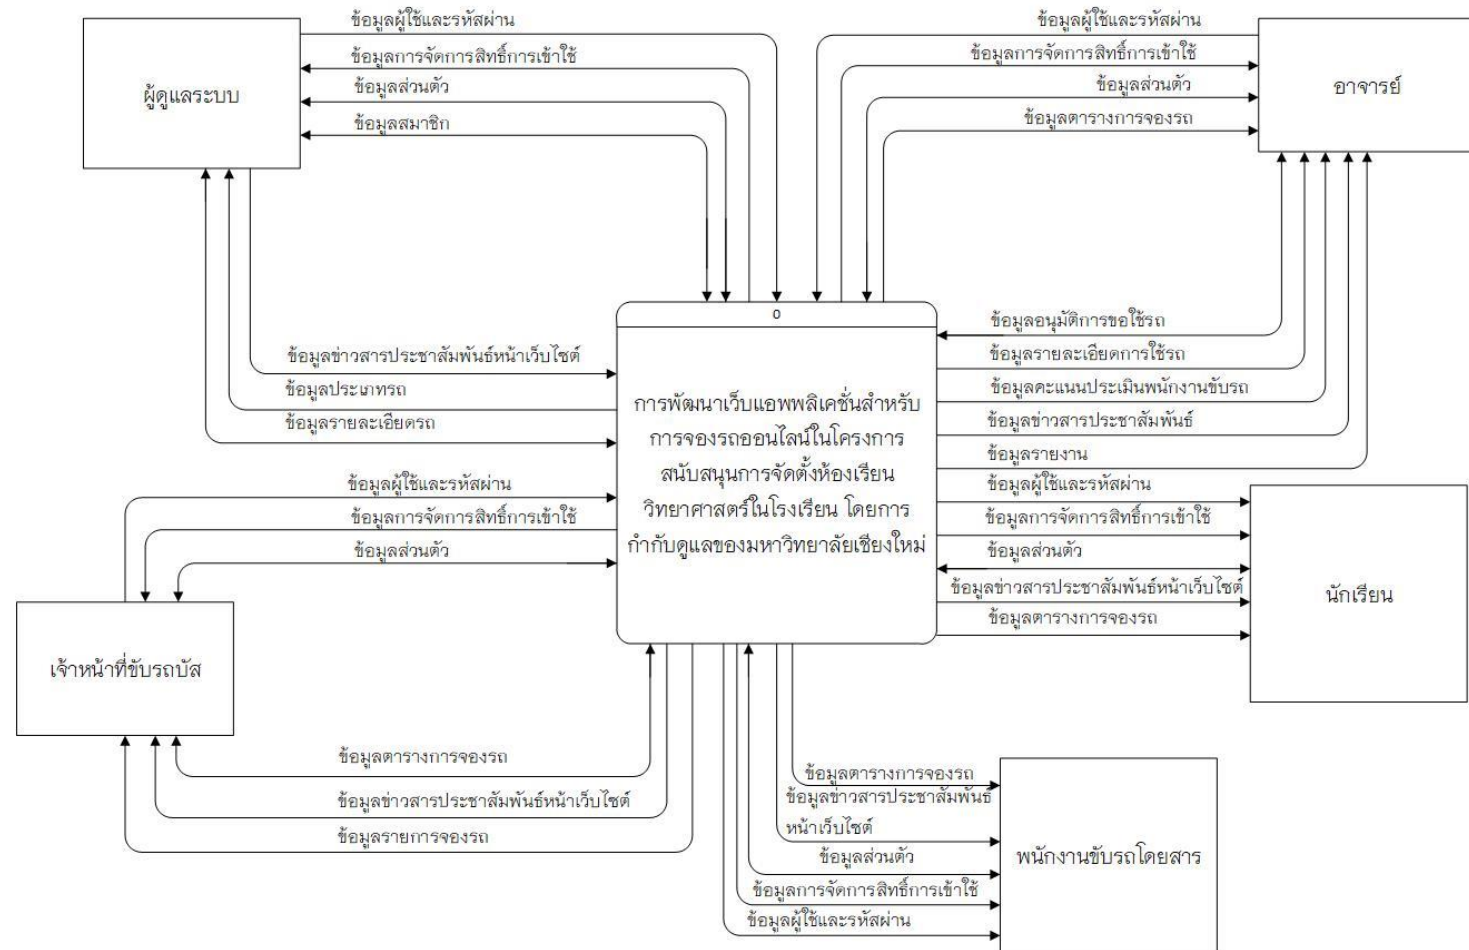 ข้อมูลผู้ใช้และรหัสผ่าน
ข้อมูลการจัดการสิทธิ์การเข้าใช้
ข้อมูลส่วนตัว
ข้อมูลสมาชิก
ผู้ดูแลระบบ
ข้อมูลผู้ใช้และรหัสผ่าน
ข้อมูลการจัดการสิทธิ์การเข้าใช้
ข้อมูลส่วนตัว
ข้อมูลตารางการจองรถ
อาจารย์
ข้อมูลข่าวสารประชาสัมพันธ์หน้าเว็บไซต์
ข้อมูลประเภทรถ
ข้อมูลรายละเอียดรถ
0
การพัฒนาเว็บแอพพลิเคชั่นสำหรับ
การจองรถออนไลน์ในโครงการ
สนับสนุนการจัดตั้งห้องเรียน
วิทยาศาสตร์ในโรงเรียน โดยการ
กำกับดูแลของมหาวิทยาลัยเชียงใหม่
ข้อมูลอนุมัติการขอใช้รถ
ข้อมูลรายละเอียดการใช้รถ
ข้อมูลคะแนนประเมินพนักงานขับรถ
ข้อมูลข่าวสารประชาสัมพันธ์
ข้อมูลรายงาน
ข้อมูลผู้ใช้และรหัสผ่าน
ข้อมูลการจัดการสิทธิ์การเข้าใช้
ข้อมูลส่วนตัว
เจ้าหน้าที่ขับรถบัส
ข้อมูลผู้ใช้และรหัสผ่าน
ข้อมูลการจัดการสิทธิ์การเข้าใช้
ข้อมูลส่วนตัว
ข้อมูลข่าวสารประชาสัมพันธ์หน้าเว็บไซต์
ข้อมูลตารางการจองรถ
นักเรียน
ข้อมูลตารางการจองรถ
ข้อมูลข่าวสารประชาสัมพันธ์หน้าเว็บไซต์
ข้อมูลรายการจองรถ
ข้อมูลตารางการจองรถ
ข้อมูลข่าวสารประชาสัมพันธ์
หน้าเว็บไซต์
ข้อมูลส่วนตัว
ข้อมูลการจัดการสิทธิ์การเข้าใช้
ข้อมูลผู้ใช้และรหัสผ่าน
พนักงานขับรถโดยสาร